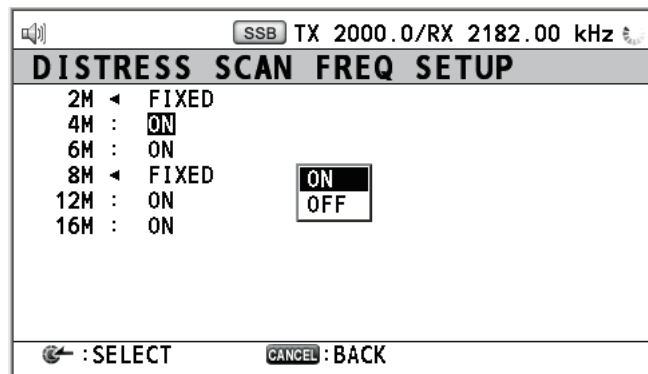 SSB TX 2000.0/RX 2182.00 kHz
DISTRESS SCAN FREQ SETUP
2M ◄ FIXED
4M : ON
6M : ON
8M ◄ FIXED
12M : ON
16M : ON
ON
OFF
: SELECT CANCEL : BACK